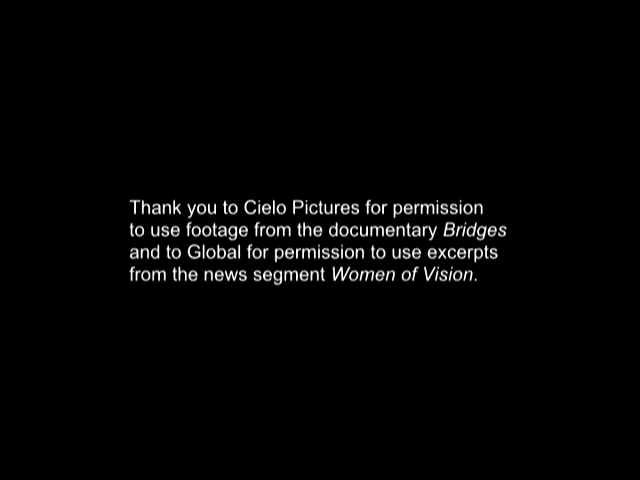 Thank you to Cielo Pictures for permission
to use footage from the documentary Bridges
and to Global for permission to use excerpts
from the news segment Women of Vision.